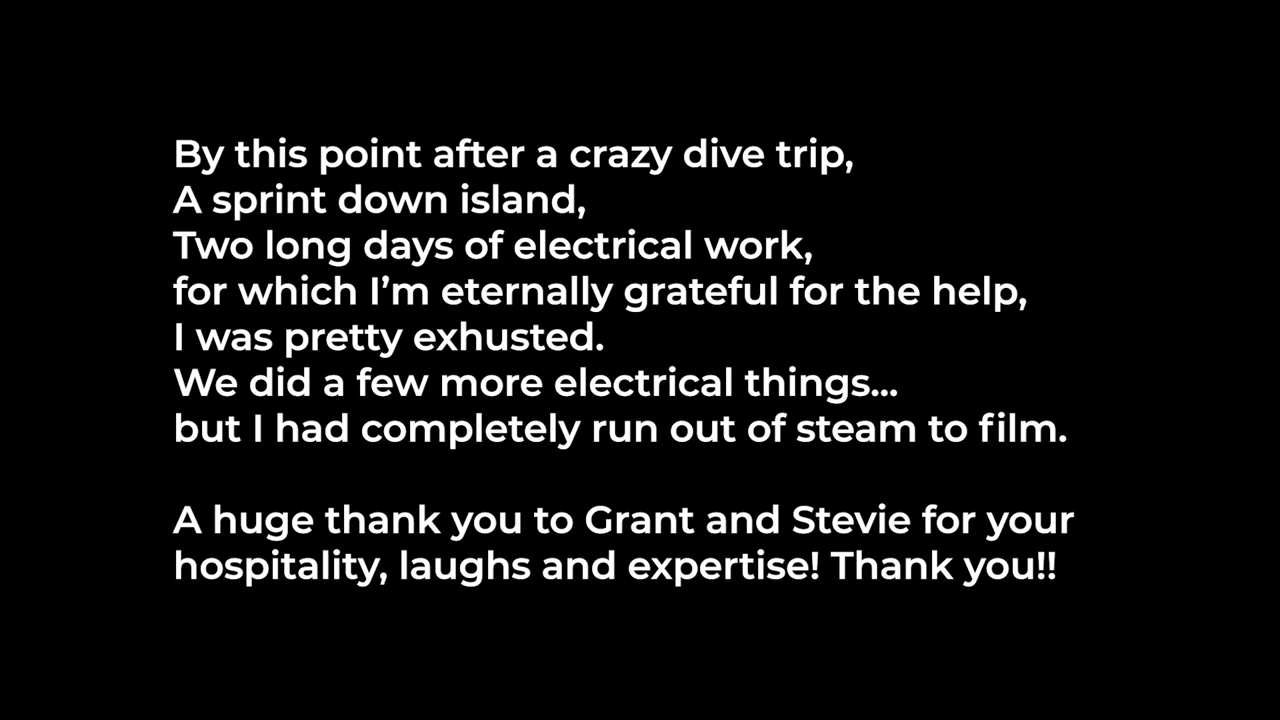 By this point after a crazy dive trip,
A sprint down island,
Two long days of electrical work,
for which I’m eternally grateful for the help,
I was pretty exhusted.
We did a few more electrical things...
but I had completely run out of steam to film.
A huge thank you to Grant and Stevie for your
hospitality, laughs and expertise! Thank you!!